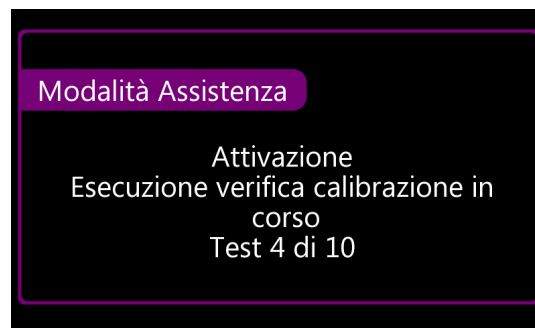 Modalità Assistenza
Attivazione
Esecuzione verifica calibrazione in
corso
Test 4 di 10